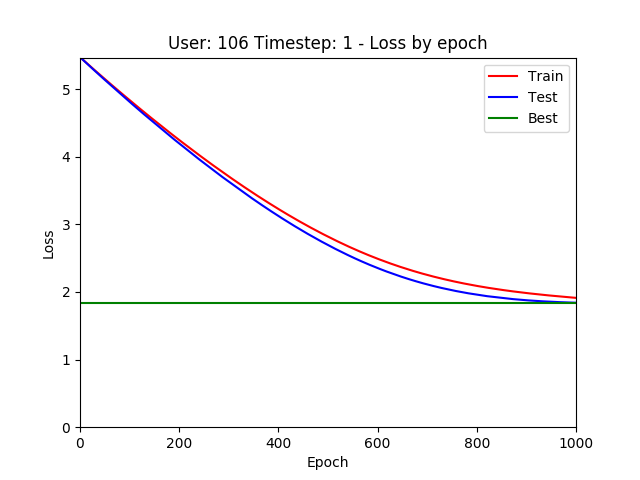 User: 106 Timestep: 1 - Loss by epoch
Train
Test
Best
Loss
5
4
3
2
1
0
0 200 400 600 800 1000
Epoch